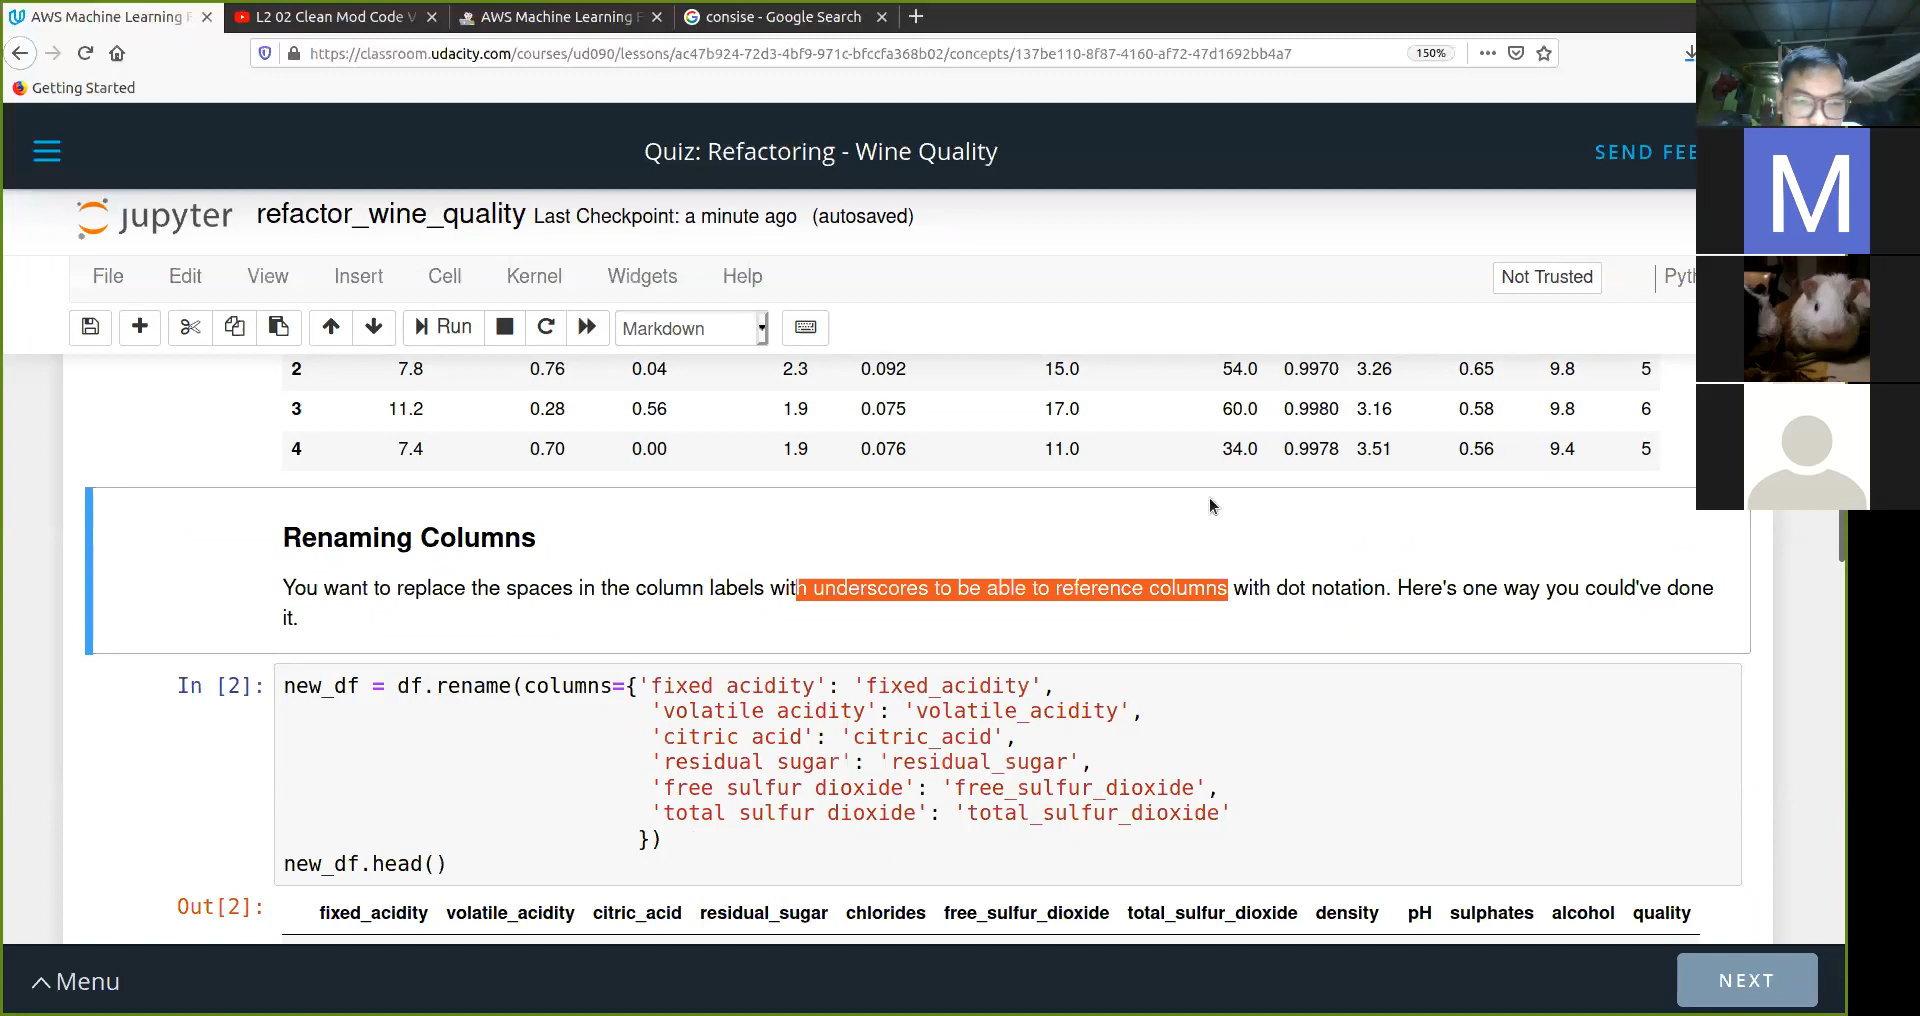 AWS Machine Learning F
L2 02 Clean Mod Code V
AWS Machine Learning F
consise - Google Search
https://classroom.udacity.com/courses/ud090/lessons/ac47b924-72d3-4bf9-971c-bfccfa368b02/concepts/137be110-8f87-4160-af72-47d1692bb4a7
150%
Getting Started
Quiz: Refactoring - Wine Quality
SEND FEE
jupyter refactor_wine_quality Last Checkpoint: a minute ago (autosaved)
M
File Edit View Insert Cell Kernel Widgets Help Not Trusted Pyth
Run Markdown
2 7.8 0.76 0.04 2.3 0.092 15.0 54.0 0.9970 3.26 0.65 9.8 5
3 11.2 0.28 0.56 1.9 0.075 17.0 60.0 0.9980 3.16 0.58 9.8 6
4 7.4 0.70 0.00 1.9 0.076 11.0 34.0 0.9978 3.51 0.56 9.4 5
Renaming Columns
You want to replace the spaces in the column labels with underscores to be able to reference columns with dot notation. Here's one way you could've done
it.
In [2]: new_df = df.rename(columns={'fixed acidity': 'fixed_acidity',
'volatile acidity': 'volatile_acidity',
'citric acid': 'citric_acid',
'residual sugar': 'residual_sugar',
'free sulfur dioxide': 'free_sulfur_dioxide',
'total sulfur dioxide': 'total_sulfur_dioxide'
})
new_df.head()
Out[2]:
fixed_acidity volatile_acidity citric_acid residual_sugar chlorides free_sulfur_dioxide total_sulfur_dioxide density pH sulphates alcohol quality
Menu
NEXT